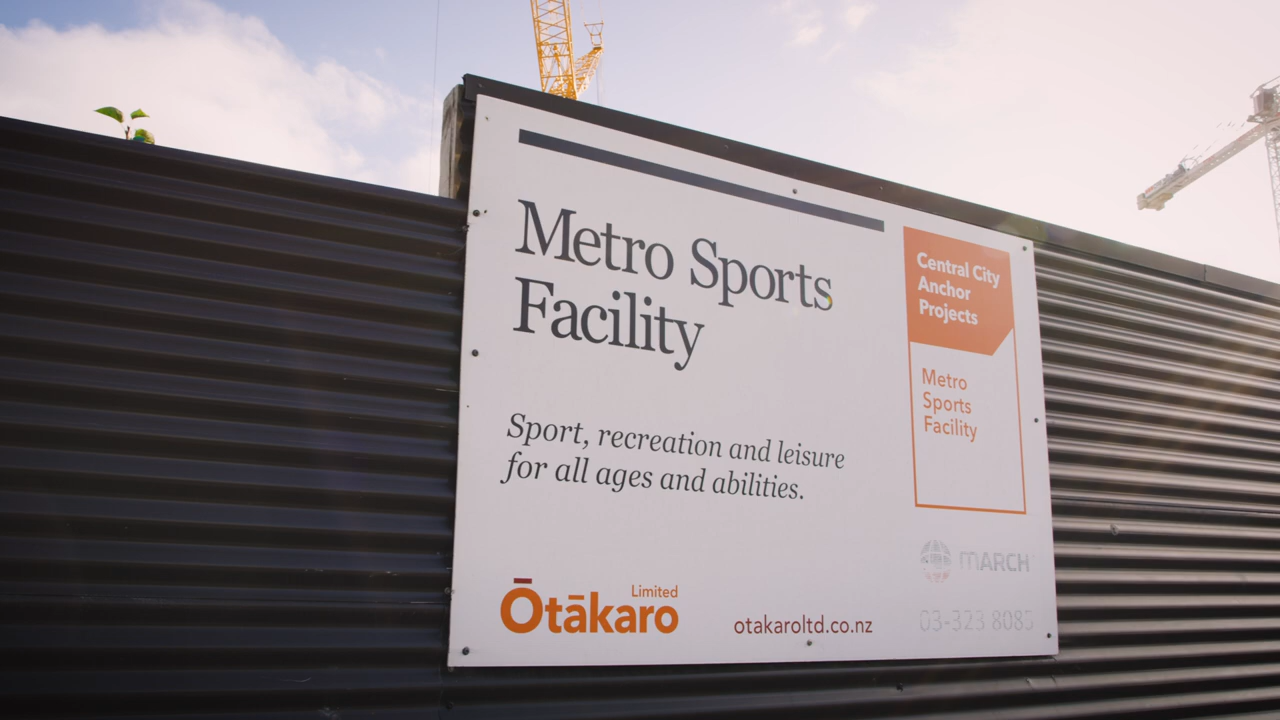 Metro Sports
Facility
Sport, recreation and leisure
for all ages and abilities.
Ōtākaro
Limited
otakaroltd.co.nz
Central City
Anchor
Projects
Metro
Sports
Facility
MARCH
03-323 8085